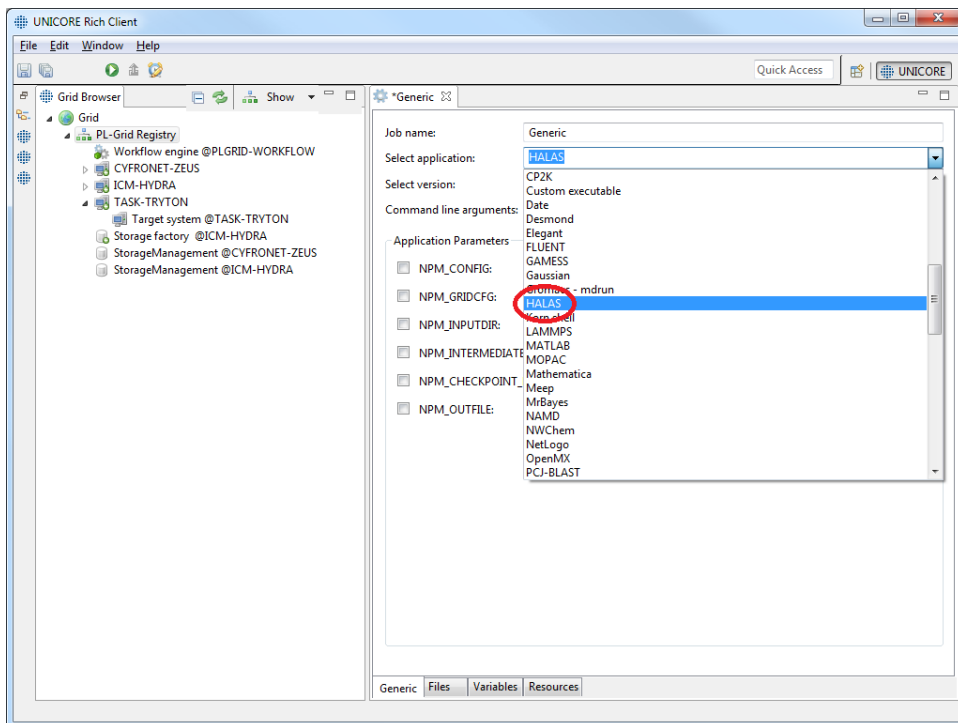 UNICORE Rich Client
File Edit Window Help
Quick Access UNICORE
Grid Browser Show
Grid
PL-Grid Registry
Workflow engine @PLGRID-WORKFLOW
CYFRONET-ZEUS
ICM-HYDRA
TASK-TRYTON
Target system @TASK-TRYTON
Storage factory @ICM-HYDRA
StorageManagement @CYFRONET-ZEUS
StorageManagement @ICM-HYDRA
*Generic
Job name: Generic
Select application: HALAS
Select version:
Command line arguments:
Application Parameters
NPM_CONFIG:
NPM_GRIDCFG:
NPM_INPUTDIR:
NPM_INTERMEDIATE
NPM_CHECKPOINT_
NPM_OUTFILE:
CP2K
Custom executable
Date
Desmond
Elegant
FLUENT
GAMESS
Gaussian
Gromacs - mdrun
HALAS
Korn shell
LAMMPS
MATLAB
MOPAC
Mathematica
Meep
MrBayes
NAMD
NWChem
NetLogo
OpenMX
PCJ-BLAST
Generic Files Variables Resources